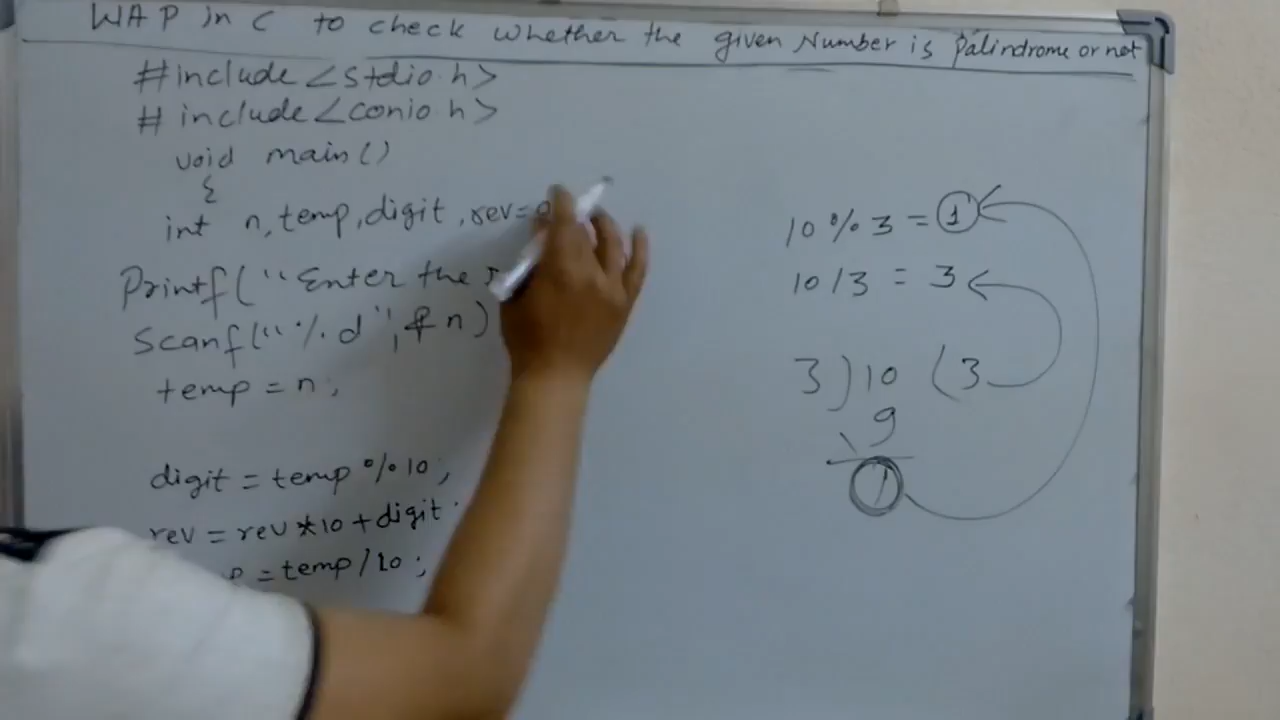 WAP in C to check whether the given Number is palindrome or not
#include <stdio.h>
# include <conio.h>
void main()
{
int n, temp, digit, rev=0
Printf( "Enter the
Scanf( "%d", & n)
temp = n;
digit = temp % 10;
rev = rev * 10 + digit
= temp / 10 ;
10 % 3 = 1
10 / 3 = 3
3 ) 10 ( 3
9
1